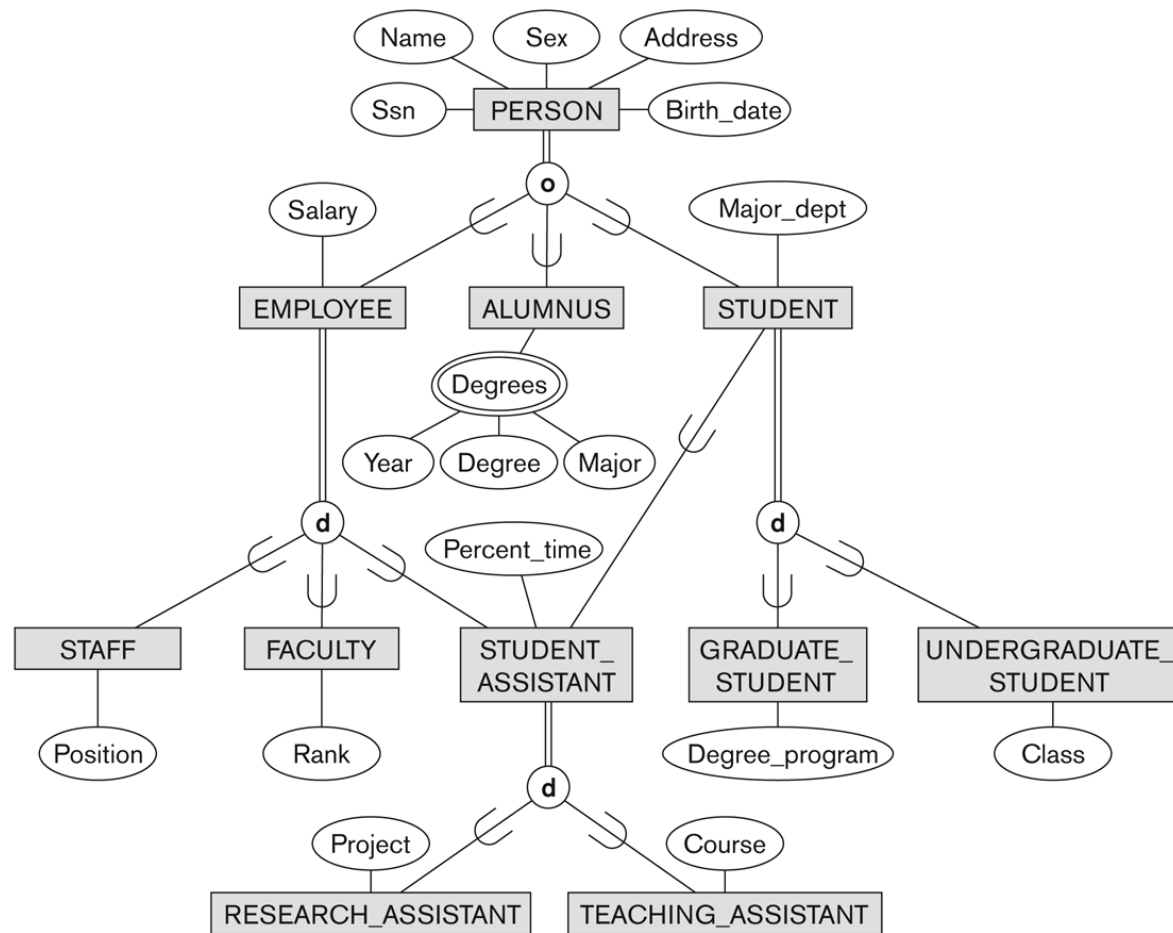 Name
Sex
Address
Ssn
PERSON
Birth_date
o
Salary
Major_dept
EMPLOYEE
ALUMNUS
STUDENT
Degrees
Year
Degree
Major
d
d
Percent_time
STAFF
FACULTY
STUDENT_
ASSISTANT
GRADUATE_
STUDENT
UNDERGRADUATE_
STUDENT
Position
Rank
Degree_program
Class
d
Project
Course
RESEARCH_ASSISTANT
TEACHING_ASSISTANT